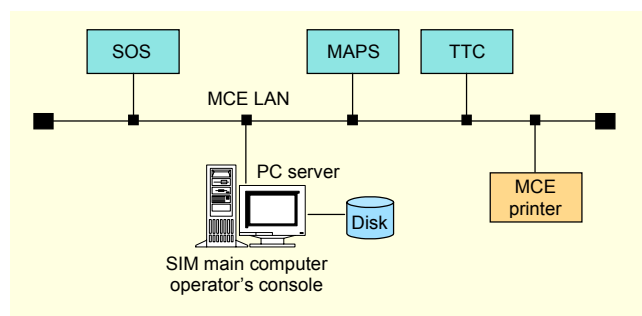 SOS
MAPS
TTC
MCE LAN
PC server
Disk
MCE
printer
SIM main computer
operator's console